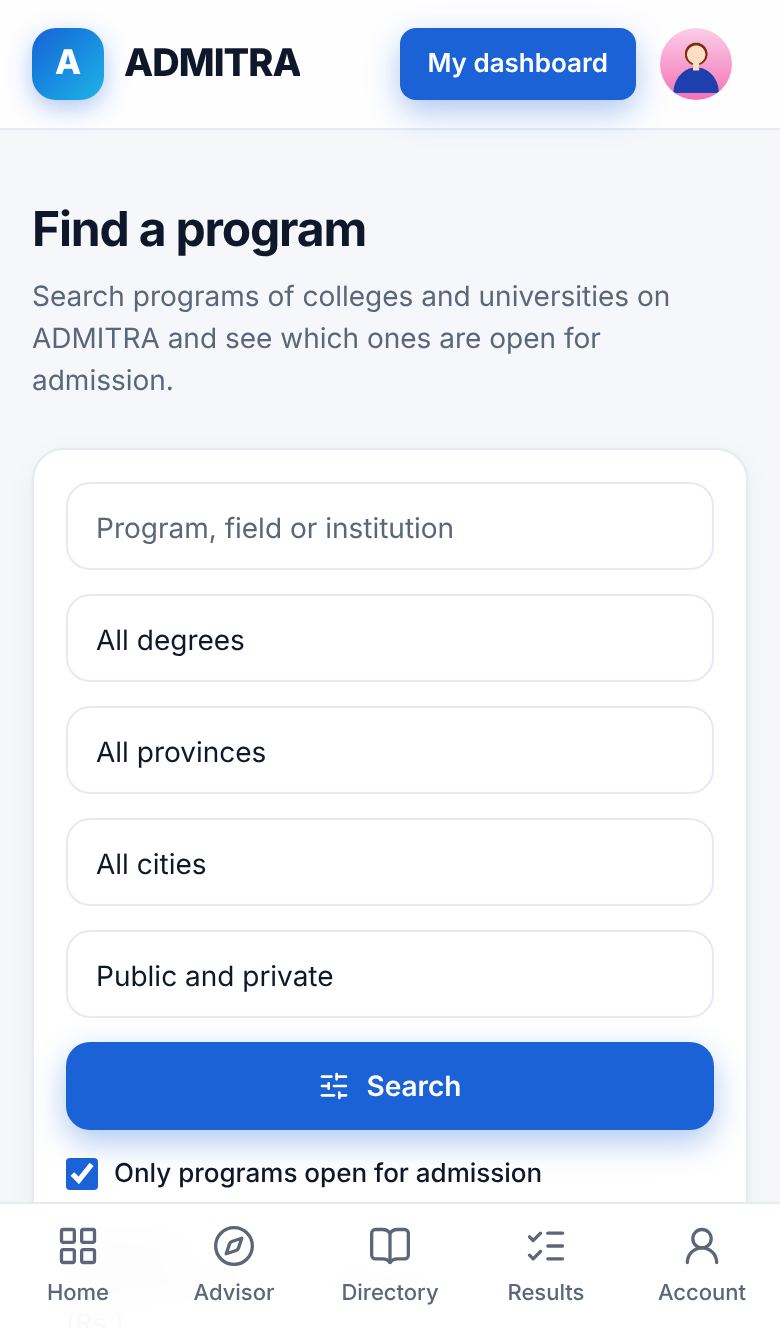 A ADMITRA My dashboard
Find a program
Search programs of colleges and universities on
ADMITRA and see which ones are open for
admission.
Program, field or institution
All degrees
All provinces
All cities
Public and private
Search
Only programs open for admission
Home Advisor Directory Results Account